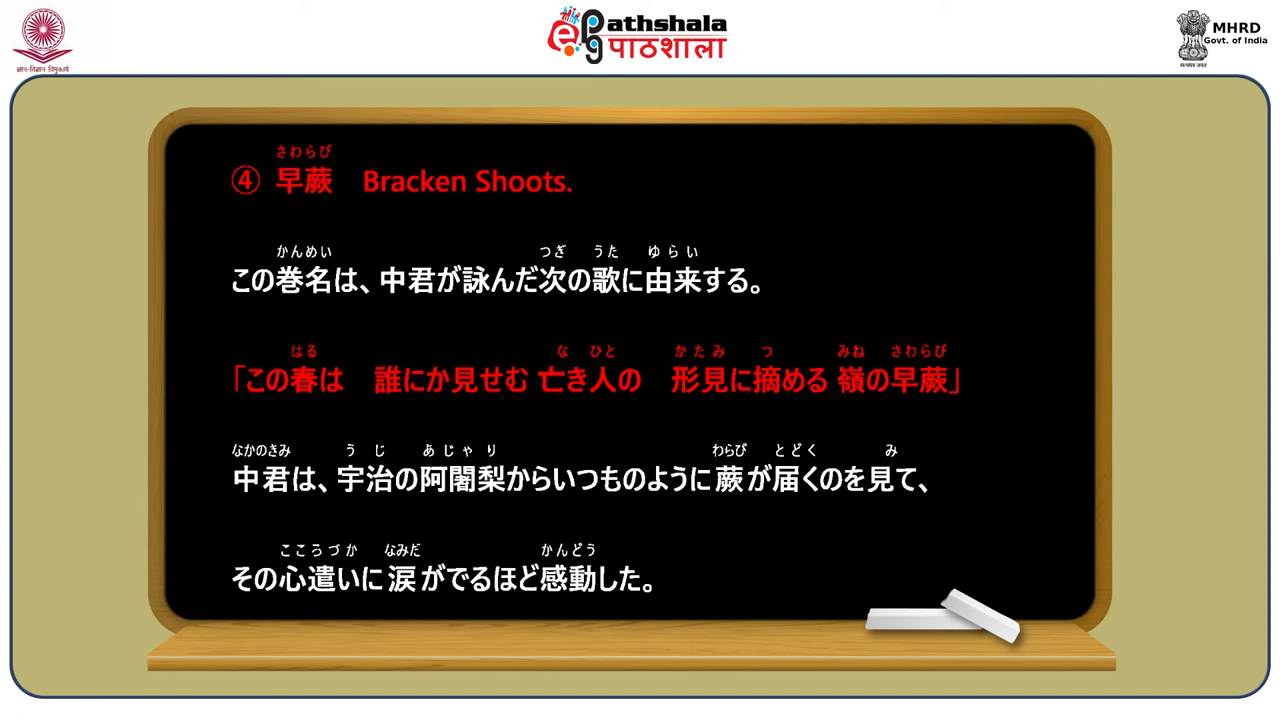 ज्ञान-विज्ञान विमुक्तये
epgathshala
पाठशाला
MHRD
Govt. of India
सत्यमेव जयते
さわらび
④ 早蕨 Bracken Shoots.
かんめい つぎ うた ゆらい
この巻名は、中君が詠んだ次の歌に由来する。
はる な ひと かたみ つ みね さわらび
「この春は 誰にか見せむ 亡き人の 形見に摘める 嶺の早蕨」
なかのきみ うじ あじゃり わらび とどく み
中君は、宇治の阿闍梨からいつものように蕨が届くのを見て、
こころづか なみだ かんどう
その心遣いに涙がでるほど感動した。